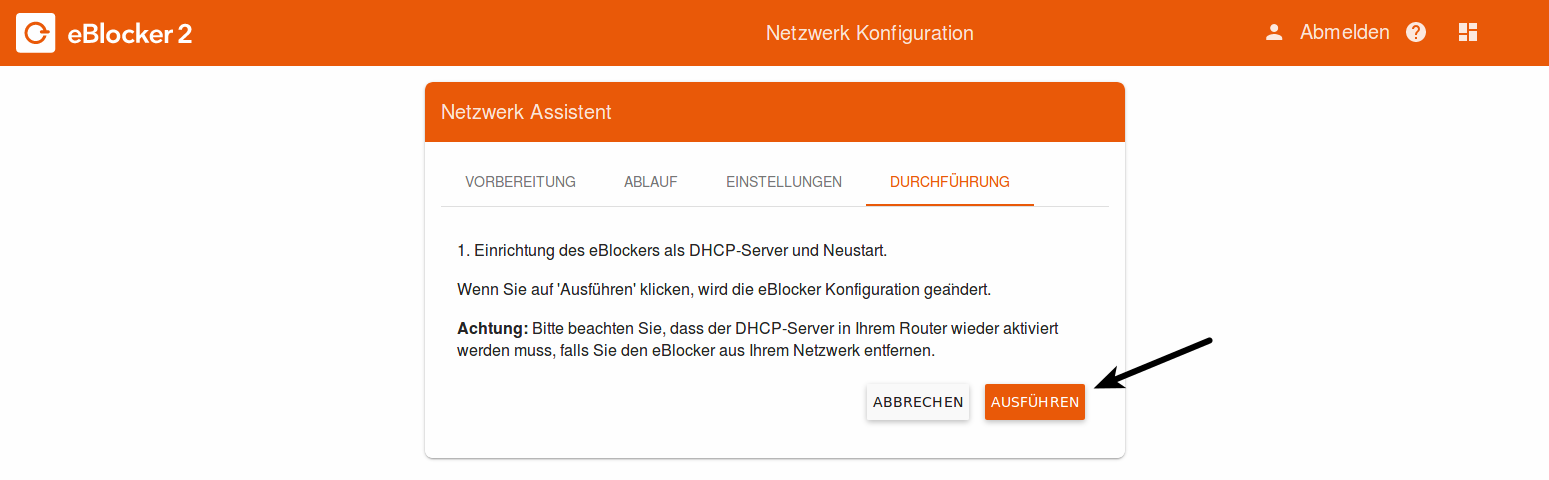 eBlocker 2
Netzwerk Konfiguration
Abmelden
?
Netzwerk Assistent
VORBEREITUNG
ABLAUF
EINSTELLUNGEN
DURCHFÜHRUNG
1. Einrichtung des eBlockers als DHCP-Server und Neustart.
Wenn Sie auf 'Ausführen' klicken, wird die eBlocker Konfiguration geändert.
Achtung: Bitte beachten Sie, dass der DHCP-Server in Ihrem Router wieder aktiviert
werden muss, falls Sie den eBlocker aus Ihrem Netzwerk entfernen.
ABBRECHEN
AUSFÜHREN